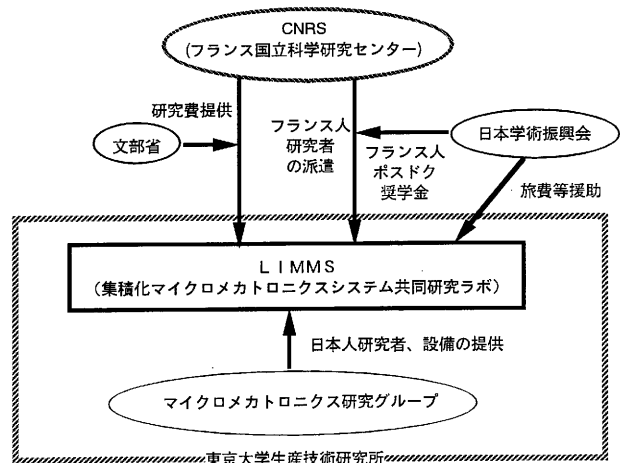 CNRS
(フランス国立科学研究センター)
研究費提供
文部省
フランス人
研究者
の派遣
フランス人
ポスドク
奨学金
日本学術振興会
旅費等援助
LIMMS
(集積化マイクロメカトロニクスシステム共同研究ラボ)
日本人研究者、設備の提供
マイクロメカトロニクス研究グループ
東京大学生産技術研究所